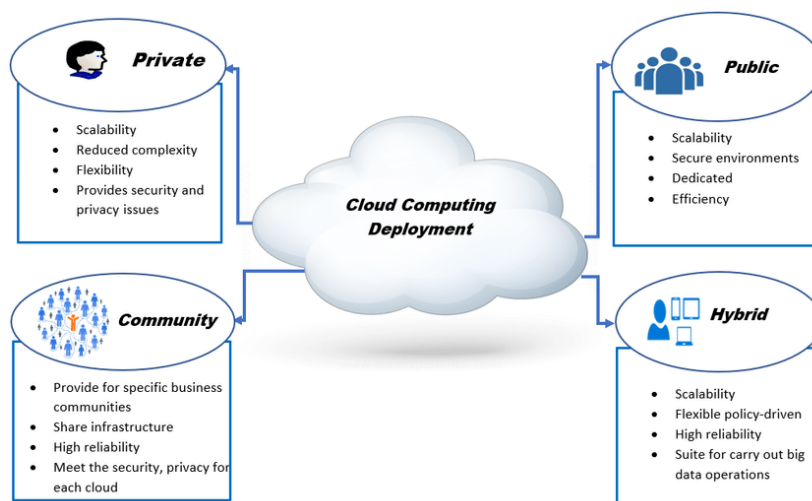 Private
• Scalability
• Reduced complexity
• Flexibility
• Provides security and
privacy issues
Public
• Scalability
• Secure environments
• Dedicated
• Efficiency
Cloud Computing
Deployment
Community
• Provide for specific business
communities
• Share infrastructure
• High reliability
• Meet the security, privacy for
each cloud
Hybrid
• Scalability
• Flexible policy-driven
• High reliability
• Suite for carry out big
data operations